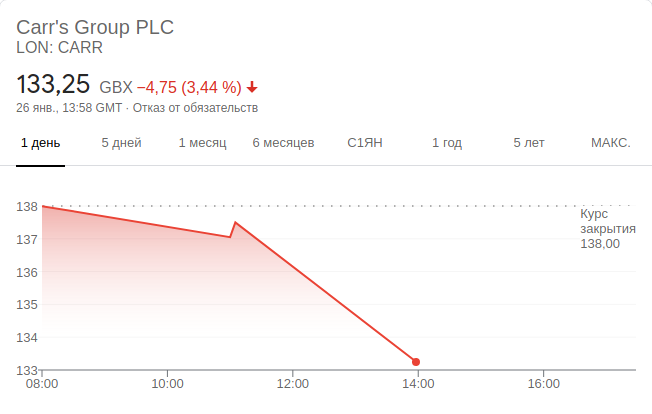 Carr's Group PLC
LON: CARR
133,25 GBX −4,75 (3,44 %)
26 янв., 13:58 GMT · Отказ от обязательств
1 день 5 дней 1 месяц 6 месяцев С1ЯН 1 год 5 лет МАКС.
138
Курс
закрытия
138,00
137
136
135
134
133
08:00 10:00 12:00 14:00 16:00